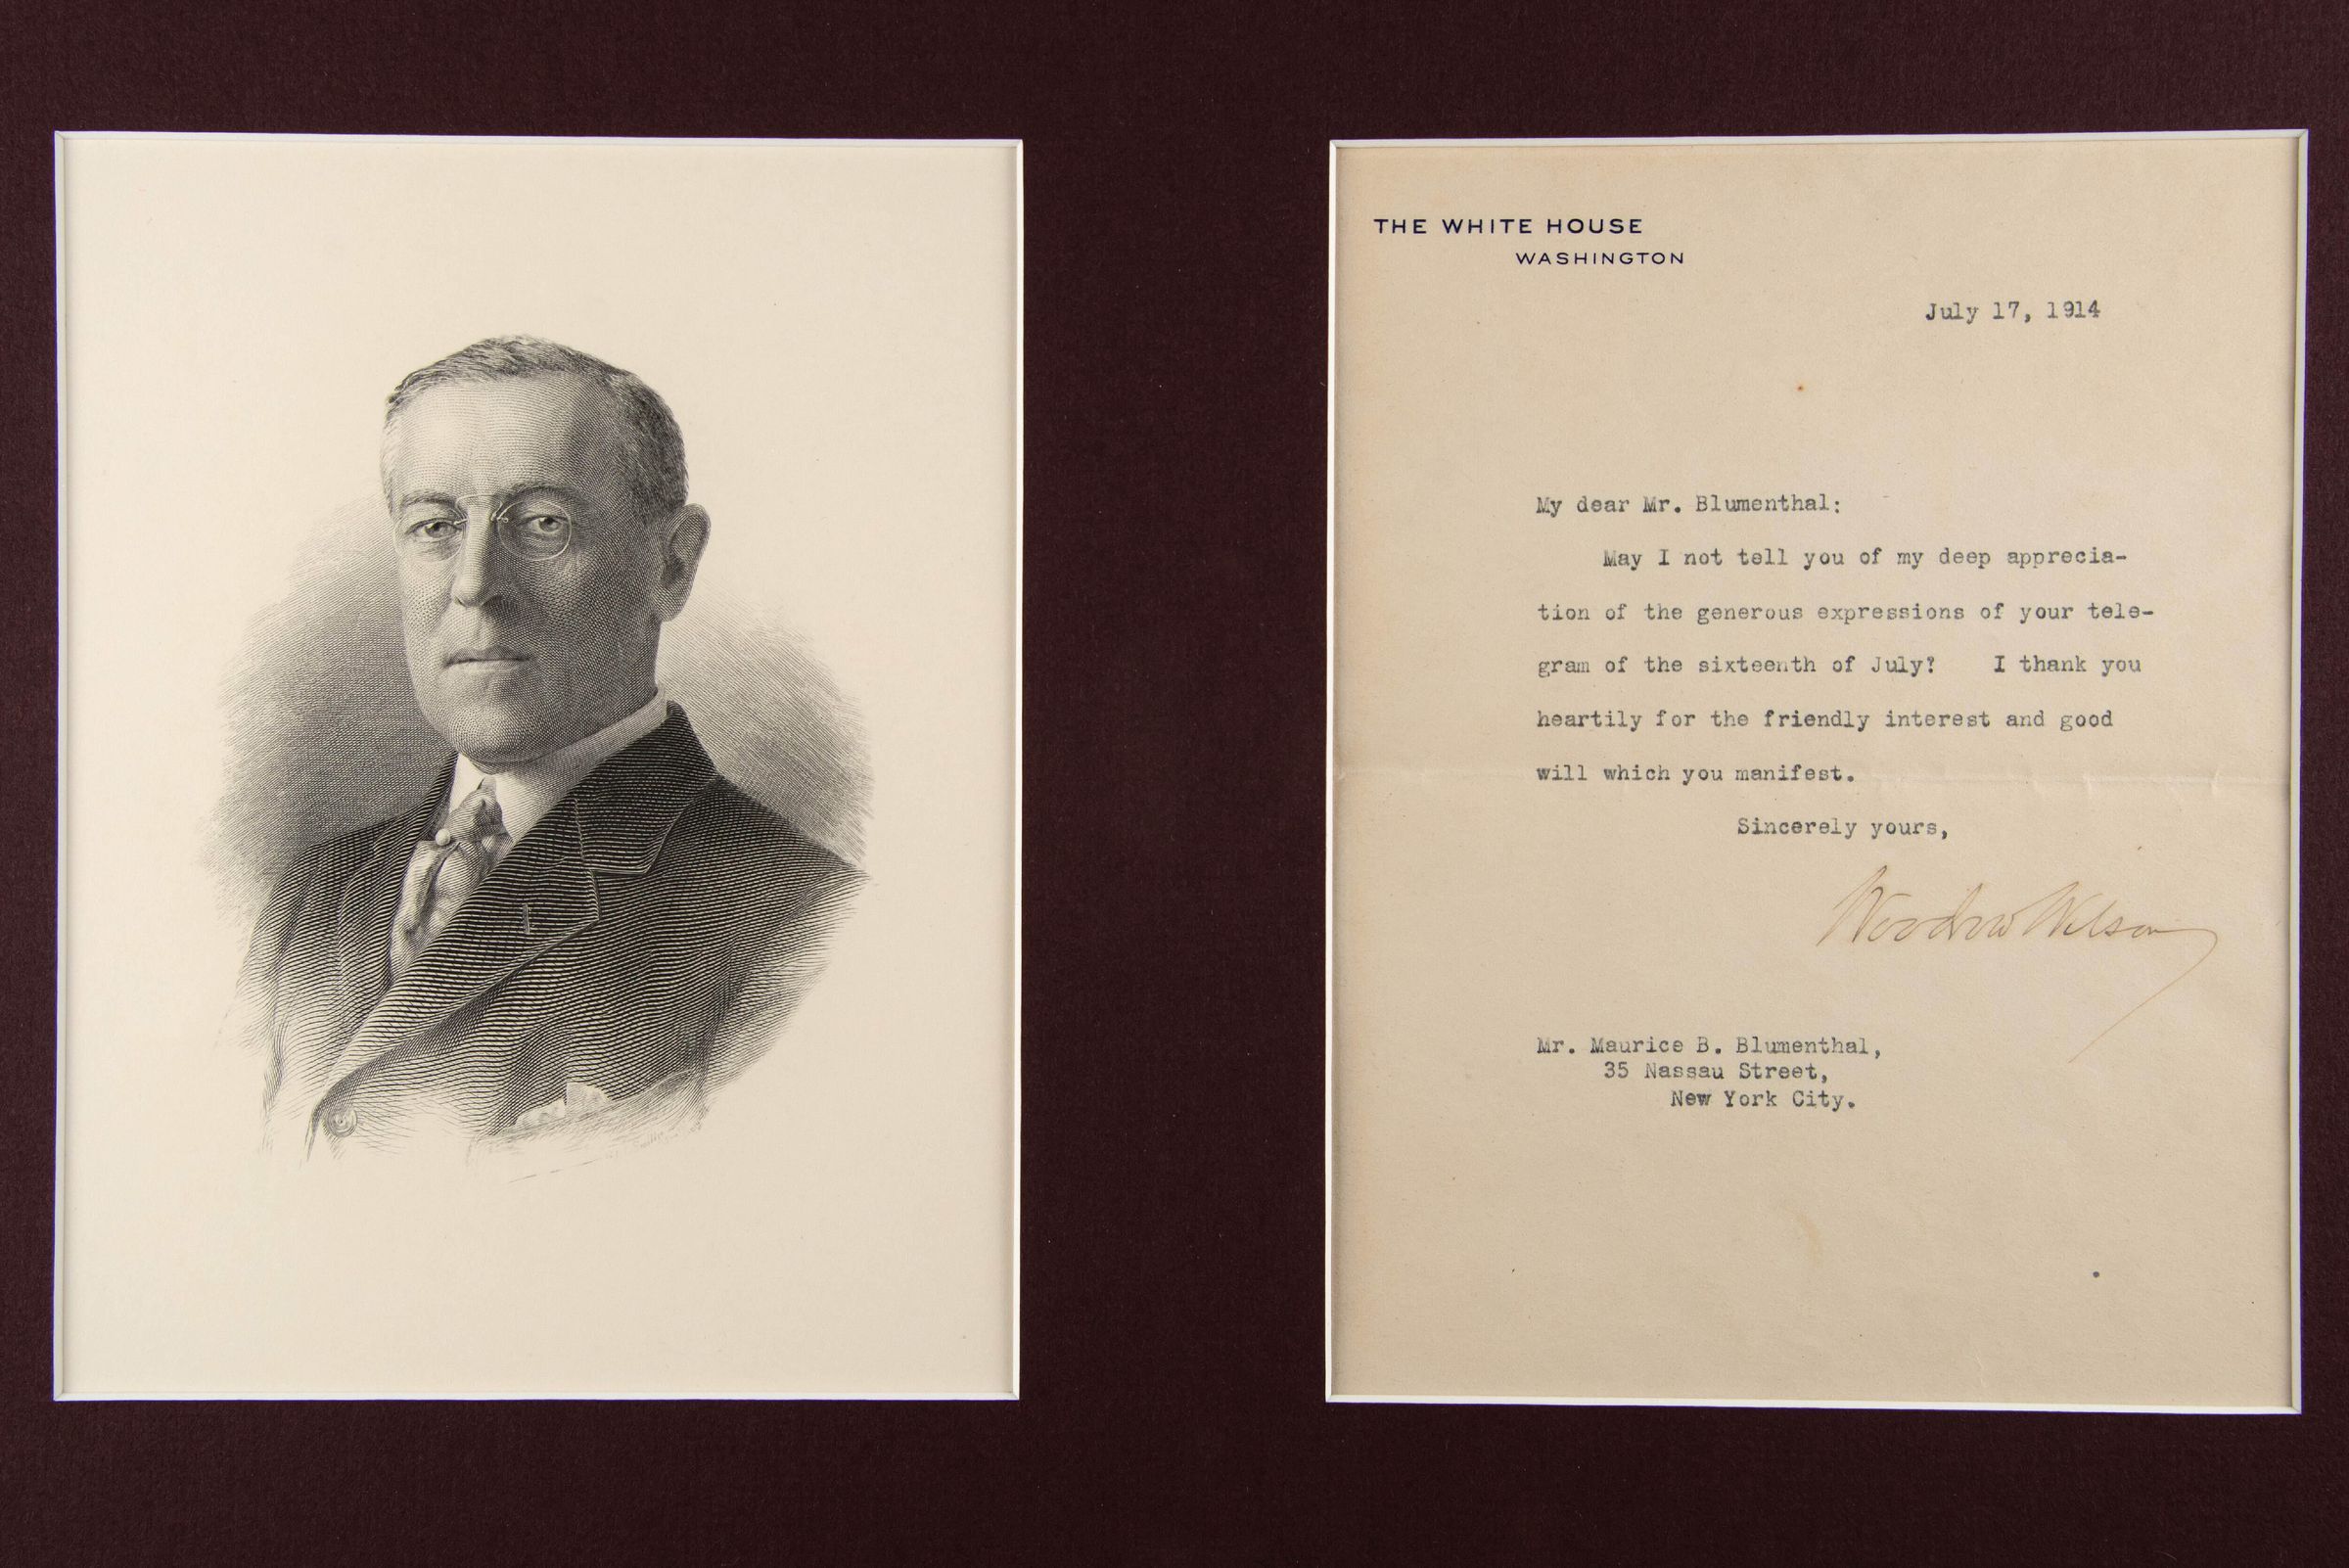 THE WHITE HOUSE
WASHINGTON
July 17, 1914
My dear Mr. Blumenthal:
May I not tell you of my deep apprecia-
tion of the generous expressions of your tele-
gram of the sixteenth of July?   I thank you
heartily for the friendly interest and good
will which you manifest.
Sincerely yours,
Woodrow Wilson
Mr. Maurice B. Blumenthal,
35 Nassau Street,
New York City.